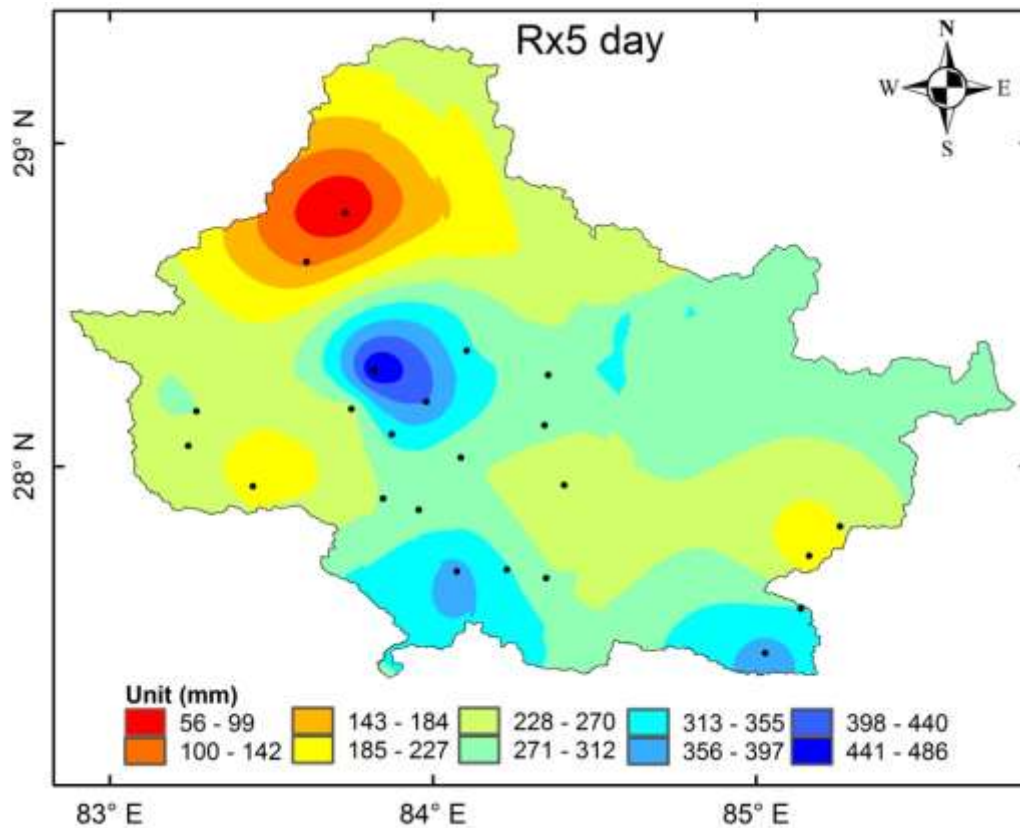 Rx5 day
N
W E
S
29° N
28° N
Unit (mm)
56 - 99 143 - 184 228 - 270 313 - 355 398 - 440
100 - 142 185 - 227 271 - 312 356 - 397 441 - 486
83° E 84° E 85° E